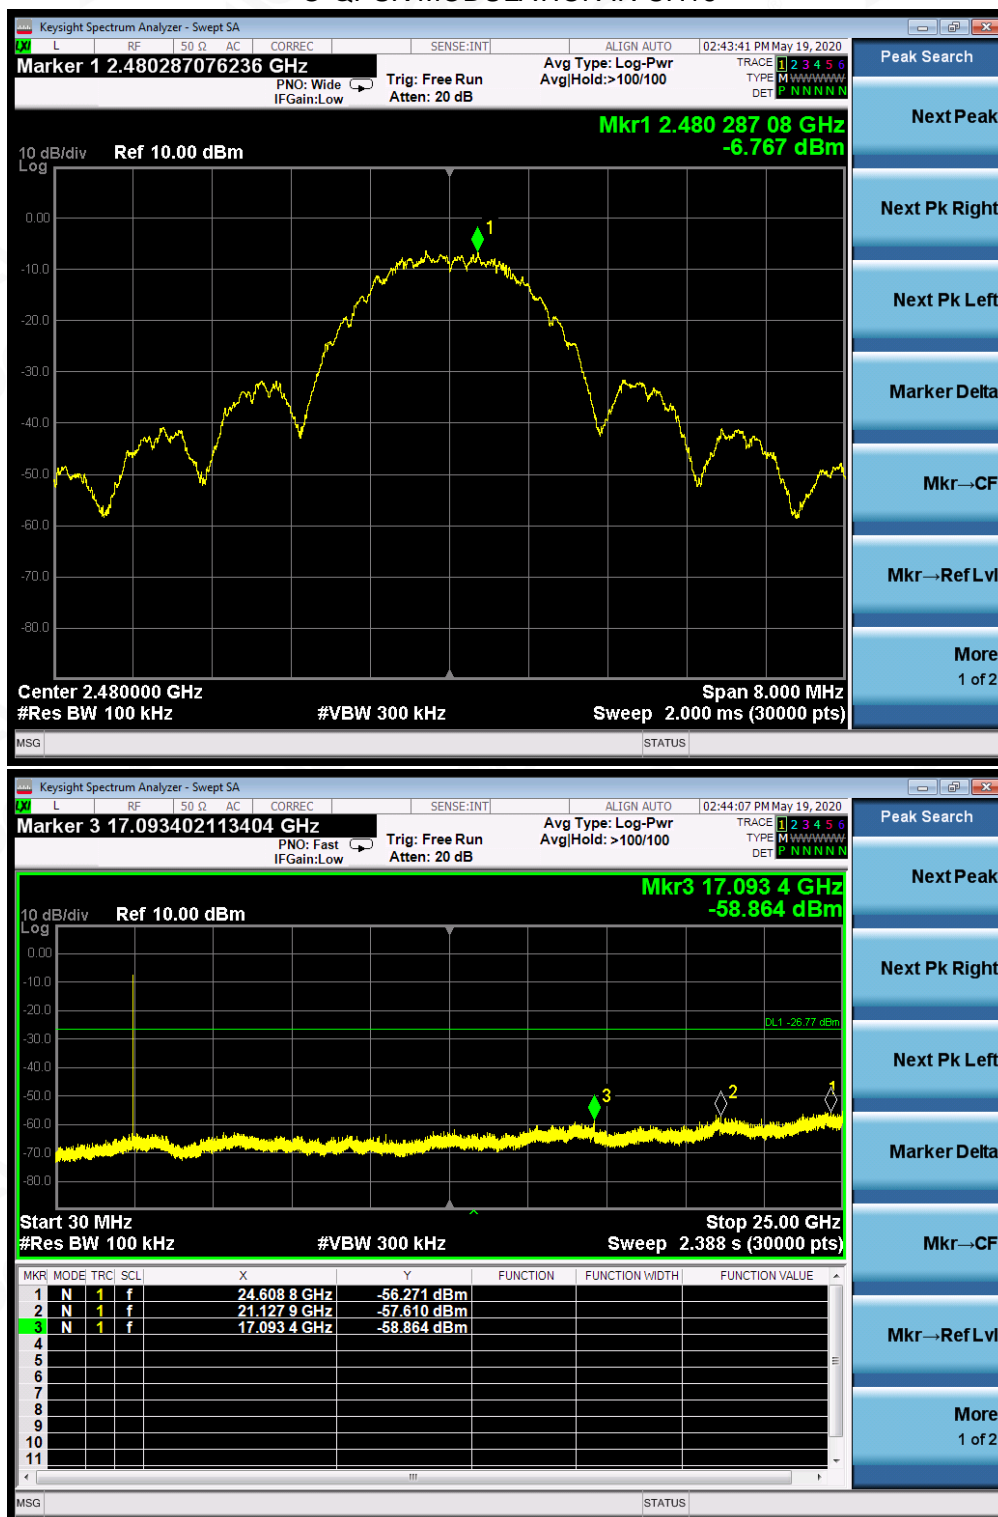 Keysight Spectrum Analyzer - Swept SA
LXI L RF 50 Ω AC CORREC SENSE:INT ALIGN AUTO 02:43:41 PM May 19, 2020
Marker 1 2.480287076236 GHz
PNO: Wide
IFGain:Low
Trig: Free Run
Atten: 20 dB
Avg Type: Log-Pwr
Avg|Hold:>100/100
TRACE 1 2 3 4 5 6
TYPE M WWWWW
DET P N N N N N
Mkr1 2.480 287 08 GHz
-6.767 dBm
10 dB/div Ref 10.00 dBm
Log
0.00
1
-10.0
-20.0
-30.0
-40.0
-50.0
-60.0
-70.0
-80.0
Center 2.480000 GHz Span 8.000 MHz
#Res BW 100 kHz #VBW 300 kHz Sweep 2.000 ms (30000 pts)
MSG STATUS
Peak Search
Next Peak
Next Pk Right
Next Pk Left
Marker Delta
Mkr→CF
Mkr→Ref Lvl
More
1 of 2
Keysight Spectrum Analyzer - Swept SA
LXI L RF 50 Ω AC CORREC SENSE:INT ALIGN AUTO 02:44:07 PM May 19, 2020
Marker 3 17.093402113404 GHz
PNO: Fast
IFGain:Low
Trig: Free Run
Atten: 20 dB
Avg Type: Log-Pwr
Avg|Hold: >100/100
TRACE 1 2 3 4 5 6
TYPE M WWWWW
DET P N N N N N
Mkr3 17.093 4 GHz
-58.864 dBm
10 dB/div Ref 10.00 dBm
Log
0.00
-10.0
-20.0
DL1 -26.77 dBm
-30.0
-40.0
-50.0
3 2 1
-60.0
-70.0
-80.0
Start 30 MHz Stop 25.00 GHz
#Res BW 100 kHz #VBW 300 kHz Sweep 2.388 s (30000 pts)
MKR MODE TRC SCL X Y FUNCTION FUNCTION WIDTH FUNCTION VALUE
1 N 1 f 24.608 8 GHz -56.271 dBm
2 N 1 f 21.127 9 GHz -57.610 dBm
3 N 1 f 17.093 4 GHz -58.864 dBm
4
5
6
7
8
9
10
11
MSG STATUS
Peak Search
Next Peak
Next Pk Right
Next Pk Left
Marker Delta
Mkr→CF
Mkr→Ref Lvl
More
1 of 2